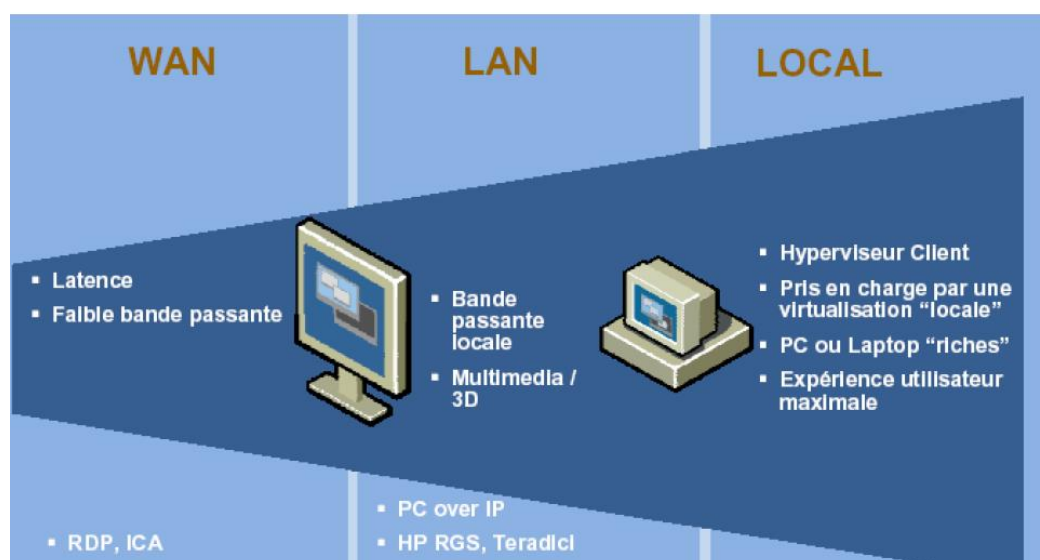 WAN
LAN
LOCAL
▪ Latence
▪ Faible bande passante
▪ Bande
passante
locale
▪ Multimedia /
3D
▪ Hyperviseur Client
▪ Pris en charge par une
virtualisation “locale”
▪ PC ou Laptop “riches”
▪ Expérience utilisateur
maximale
▪ RDP, ICA
▪ PC over IP
▪ HP RGS, Teradici